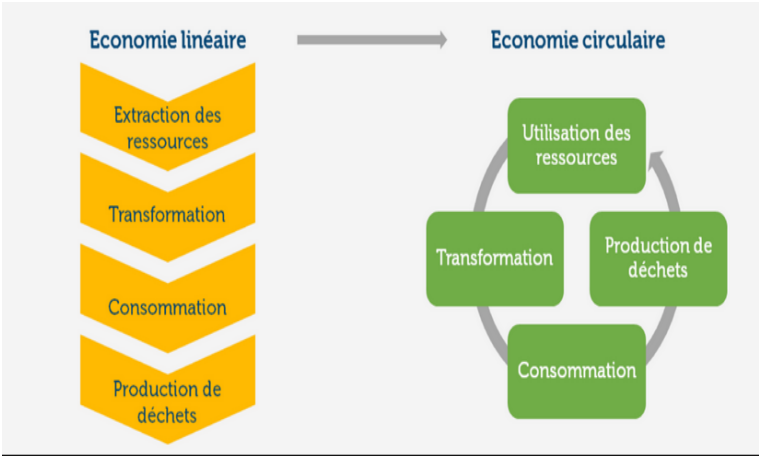 Economie linéaire
Economie circulaire
Extraction des
ressources
Transformation
Consommation
Production de
déchets
Utilisation des
ressources
Transformation
Production de
déchets
Consommation